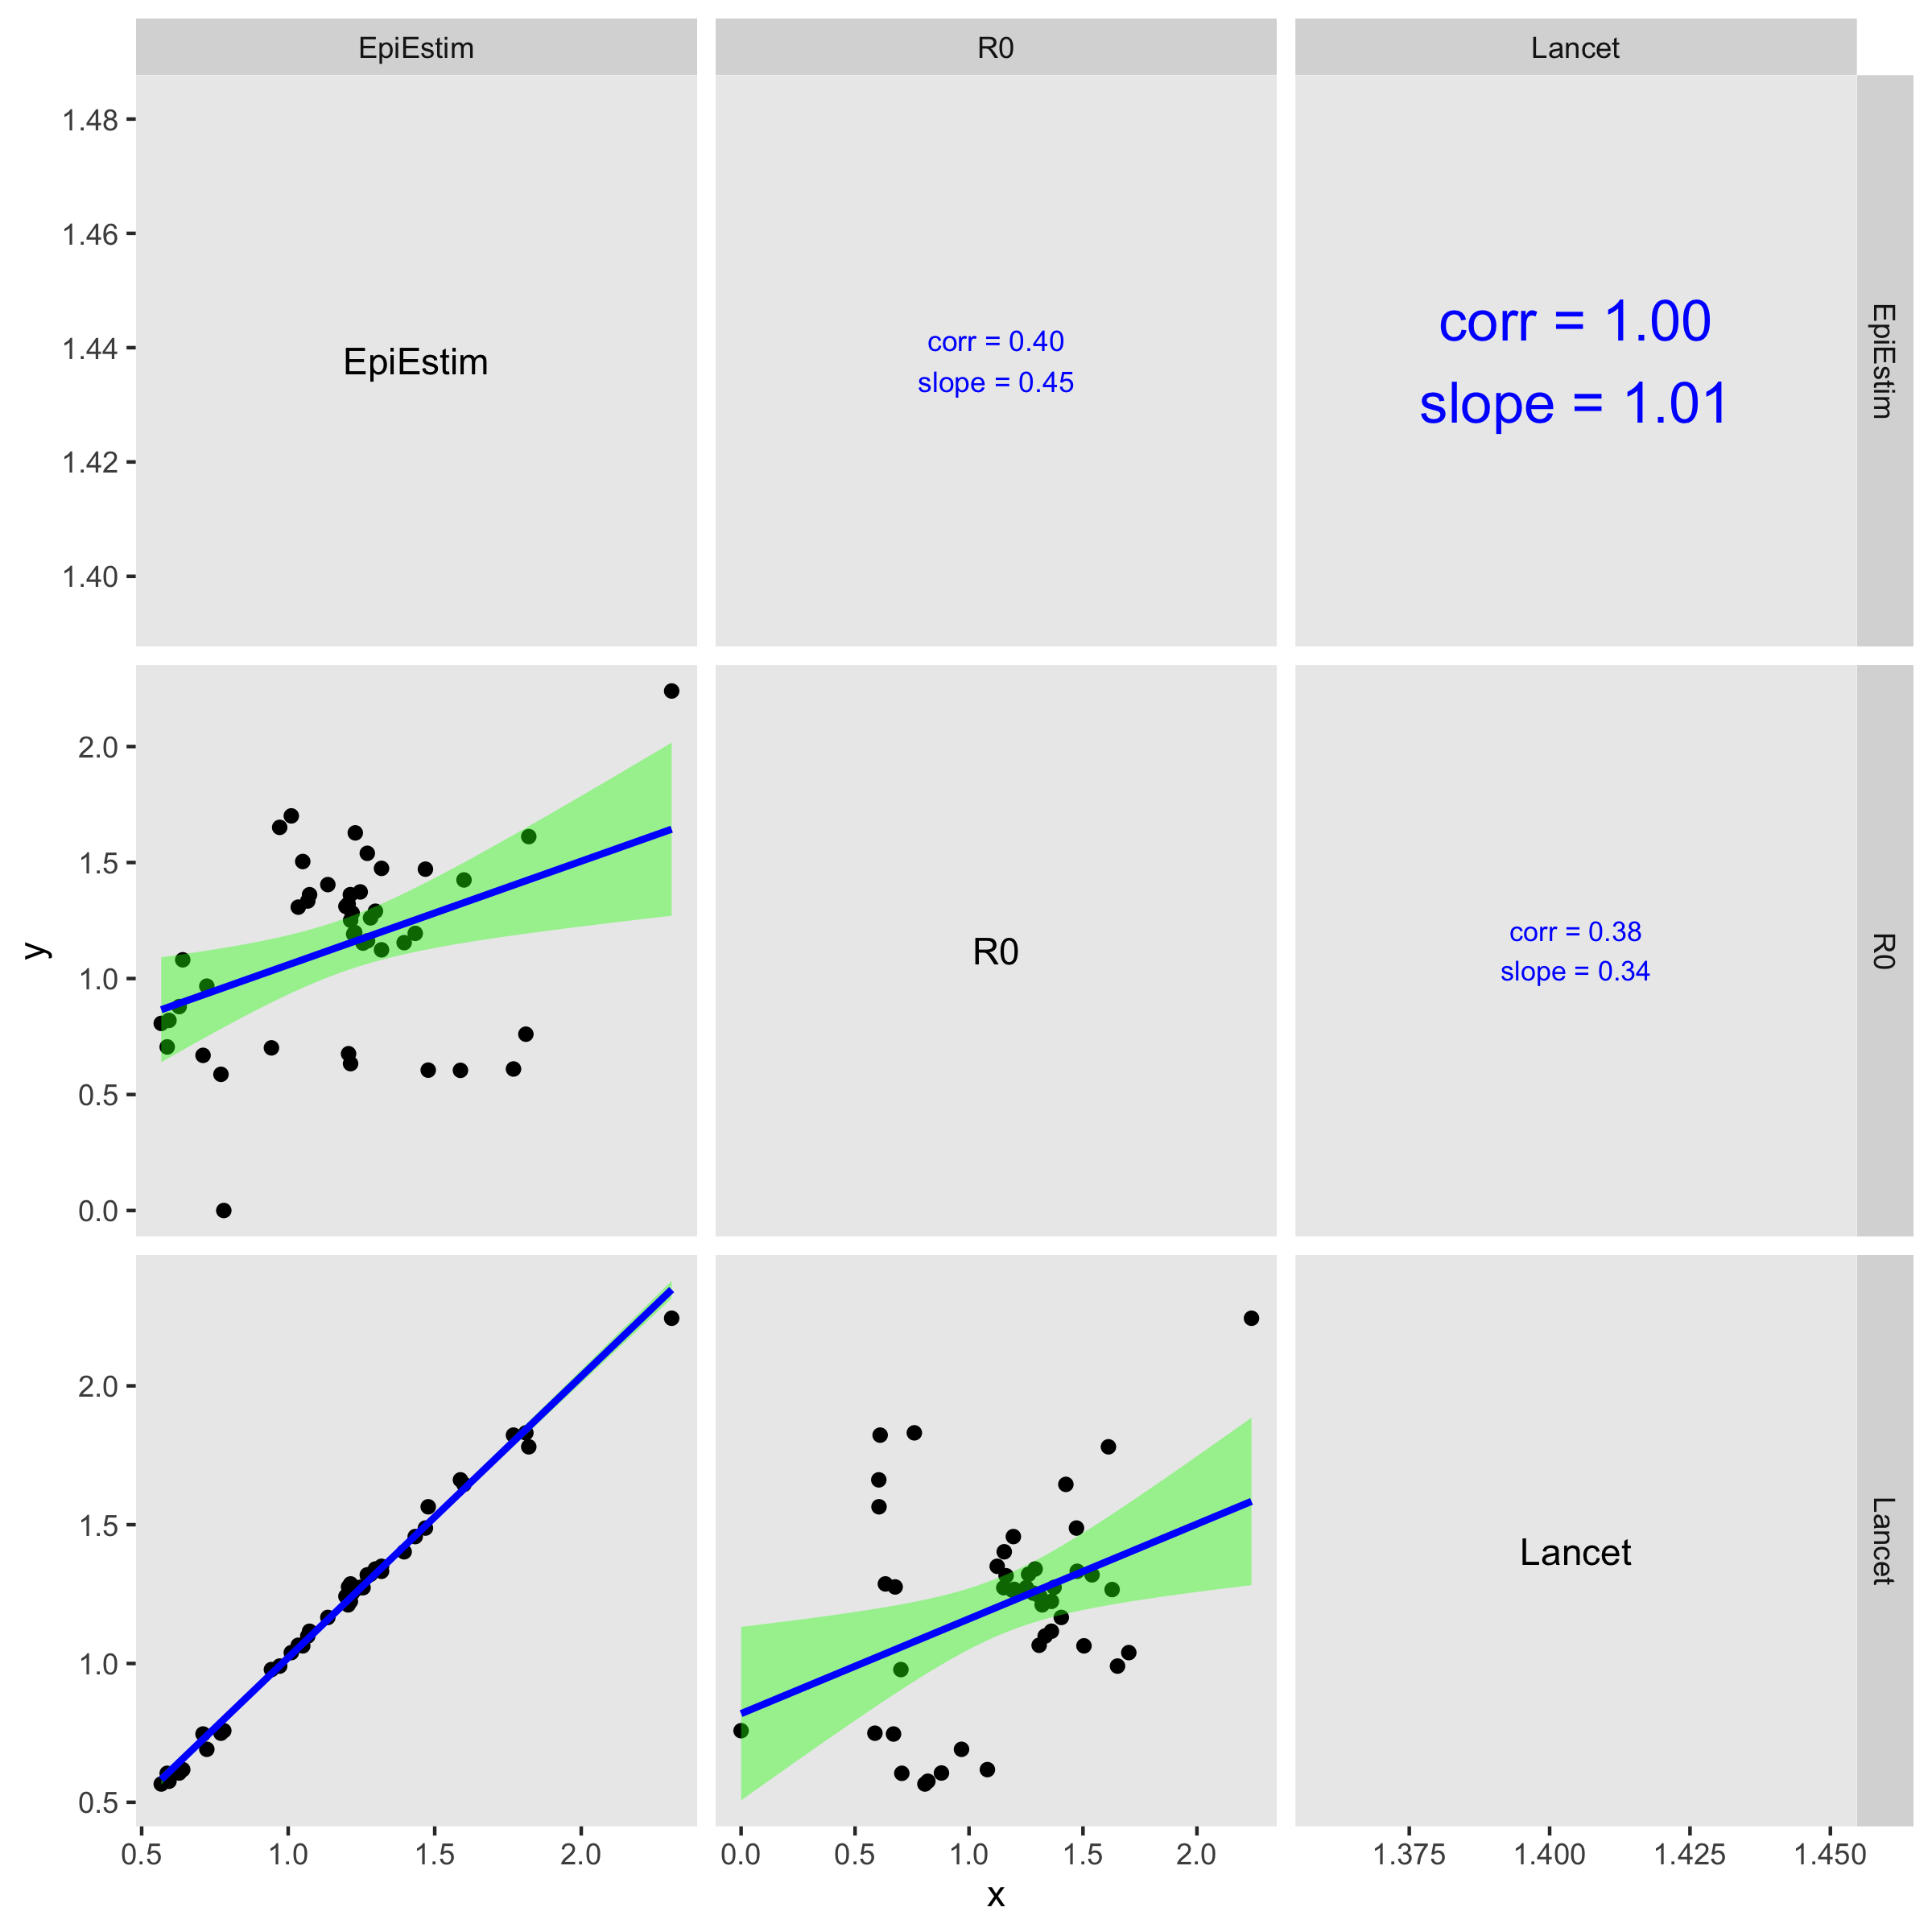 EpiEstim R0 Lancet
1.48
1.46
1.44
1.42
1.40
EpiEstim
corr = 0.40
slope = 0.45
corr = 1.00
slope = 1.01
EpiEstim
y
2.0
1.5
1.0
0.5
0.0
R0
corr = 0.38
slope = 0.34
R0
2.0
1.5
1.0
0.5
Lancet
Lancet
0.5 1.0 1.5 2.0 0.0 0.5 1.0 1.5 2.0 1.375 1.400 1.425 1.450
x